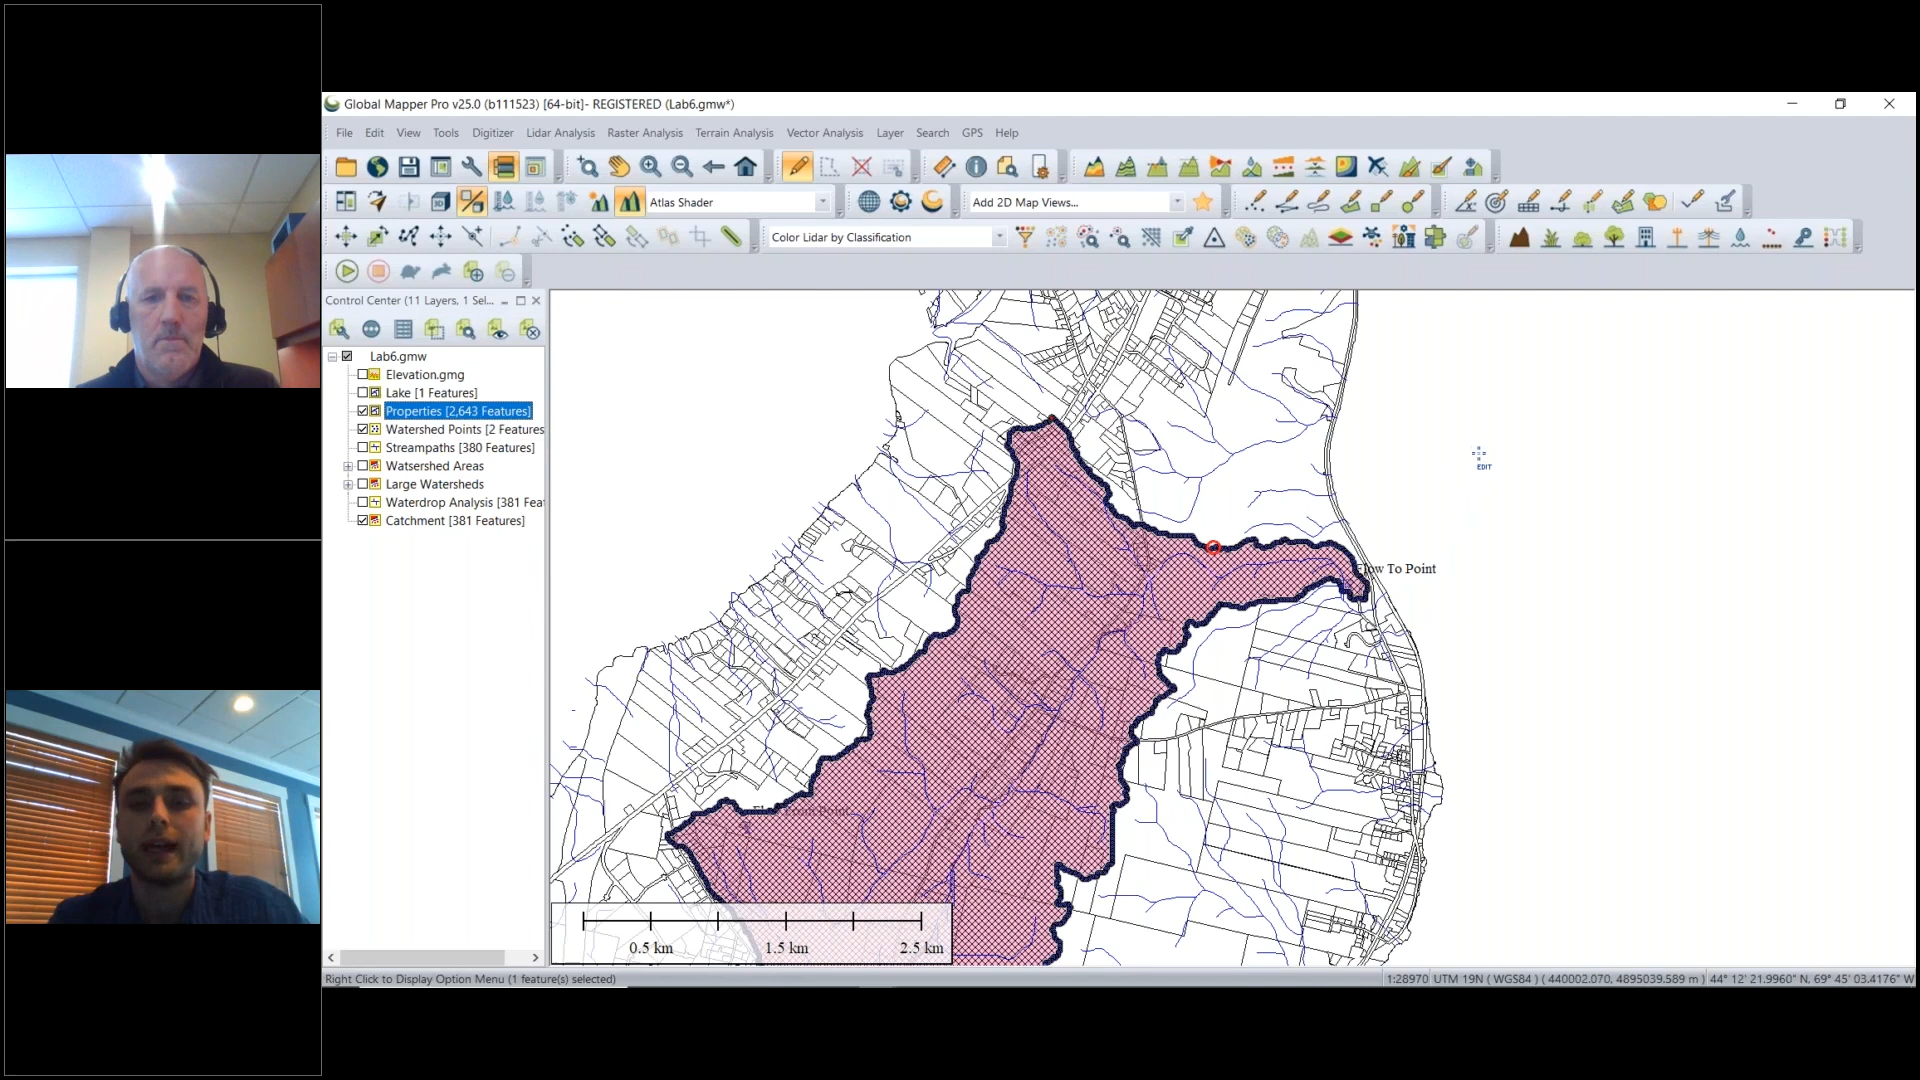 Global Mapper Pro v25.0 (b111523) [64-bit]- REGISTERED (Lab6.gmw*)
File Edit View Tools Digitizer Lidar Analysis Raster Analysis Terrain Analysis Vector Analysis Layer Search GPS Help
Atlas Shader
Add 2D Map Views...
Color Lidar by Classification
Control Center (11 Layers, 1 Sel...
Lab6.gmw
Elevation.gmg
Lake [1 Features]
Properties [2,643 Features]
Watershed Points [2 Features
Streampaths [380 Features]
Watsershed Areas
Large Watersheds
Waterdrop Analysis [381 Feat
Catchment [381 Features]
EDIT
Flow To Point
0.5 km 1.5 km 2.5 km
Right Click to Display Option Menu (1 feature(s) selected)
1:28970 UTM 19N ( WGS84 ) ( 440002.070, 4895039.589 m ) 44° 12' 21.9960" N, 69° 45' 03.4176" W